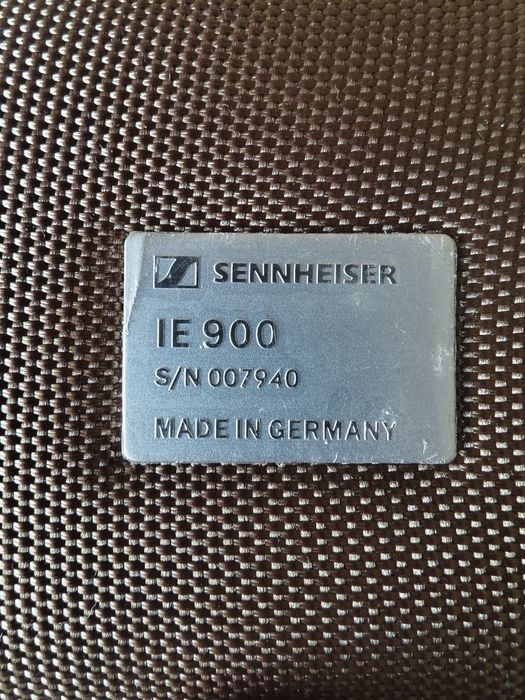 SENNHEISER
IE 900
S/N 007940
MADE IN GERMANY